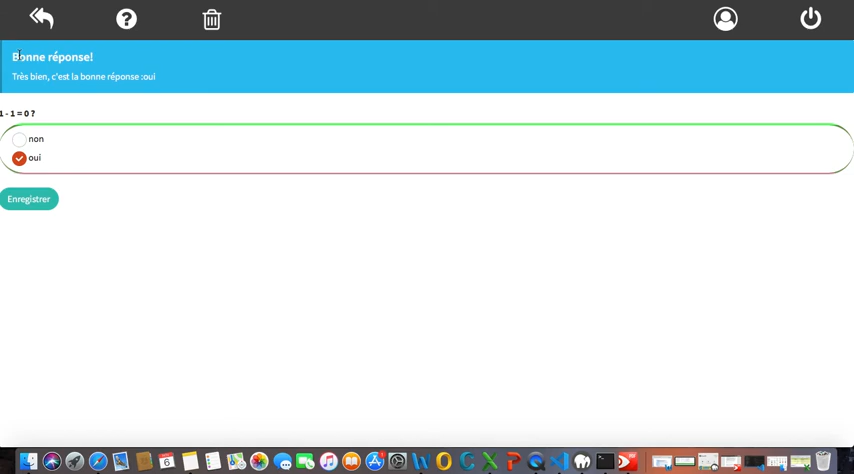 Bonne réponse!
Très bien, c'est la bonne réponse :oui
1 - 1 = 0 ?
non
oui
Enregistrer